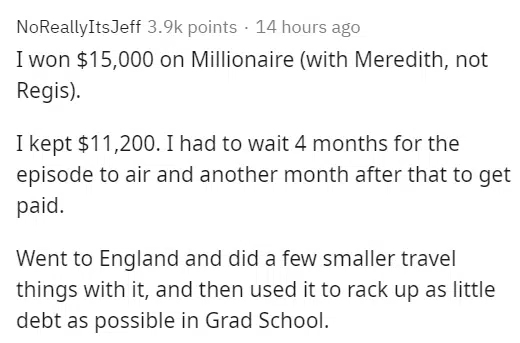 NoReallyItsJeff 3.9k points · 14 hours ago
I won $15,000 on Millionaire (with Meredith, not
Regis).
I kept $11,200. I had to wait 4 months for the
episode to air and another month after that to get
paid.
Went to England and did a few smaller travel
things with it, and then used it to rack up as little
debt as possible in Grad School.